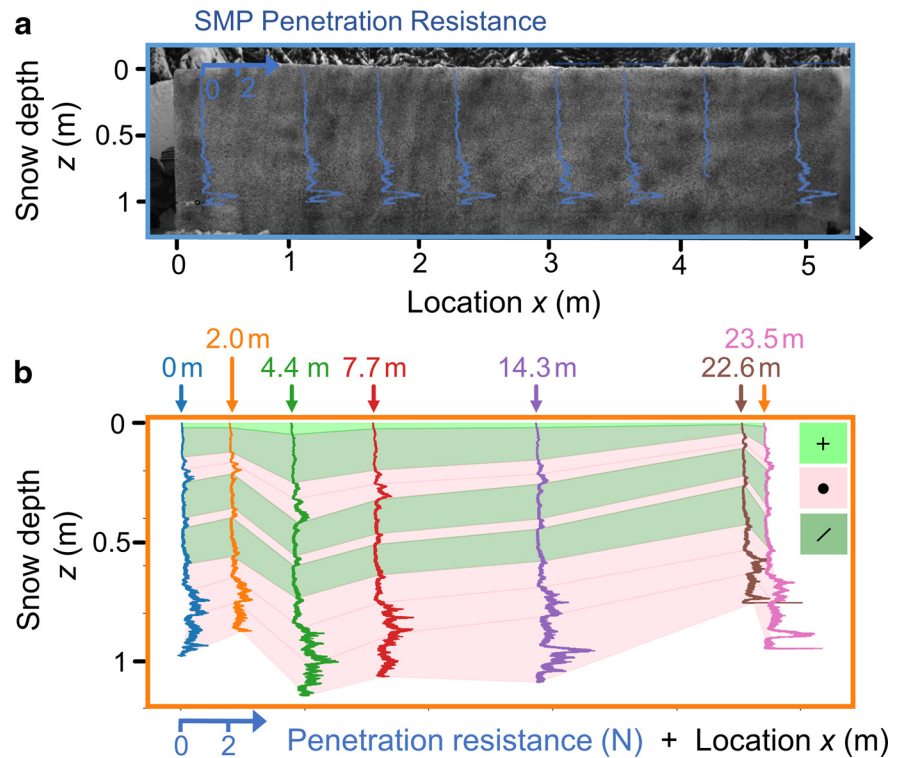 a
SMP Penetration Resistance
Snow depth
z (m)
0
0.5
1
0 2
0 1 2 3 4 5
Location x (m)
b
0 m 2.0 m 4.4 m 7.7 m 14.3 m 22.6 m 23.5 m
Snow depth
z (m)
0
0.5
1
+
●
/
0 2
Penetration resistance (N) + Location x (m)